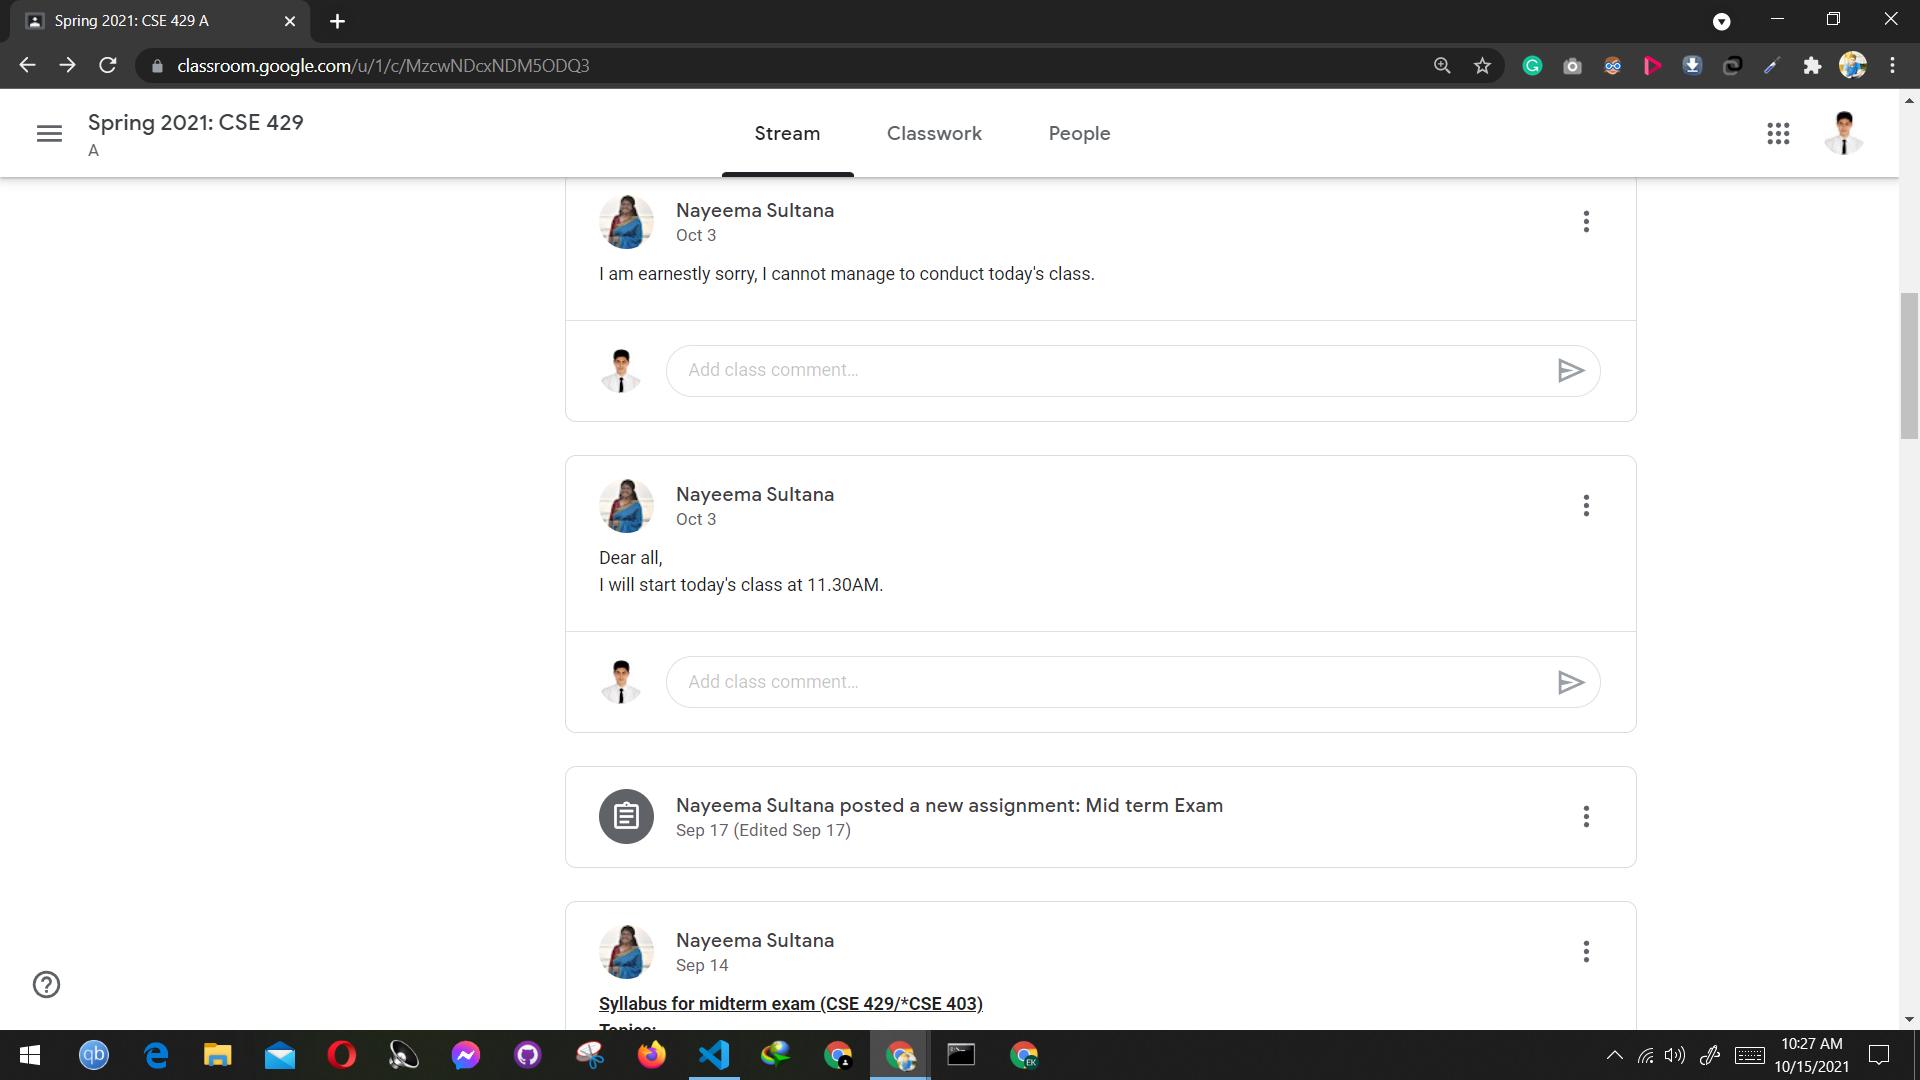 Spring 2021: CSE 429 A
classroom.google.com/u/1/c/MzcwNDcxNDM5ODQ3
Spring 2021: CSE 429
A
Stream
Classwork
People
Nayeema Sultana
Oct 3
I am earnestly sorry, I cannot manage to conduct today's class.
Add class comment...
Nayeema Sultana
Oct 3
Dear all,
I will start today's class at 11.30AM.
Add class comment...
Nayeema Sultana posted a new assignment: Mid term Exam
Sep 17 (Edited Sep 17)
Nayeema Sultana
Sep 14
Syllabus for midterm exam (CSE 429/*CSE 403)
Topics:
qb
EK
10:27 AM
10/15/2021